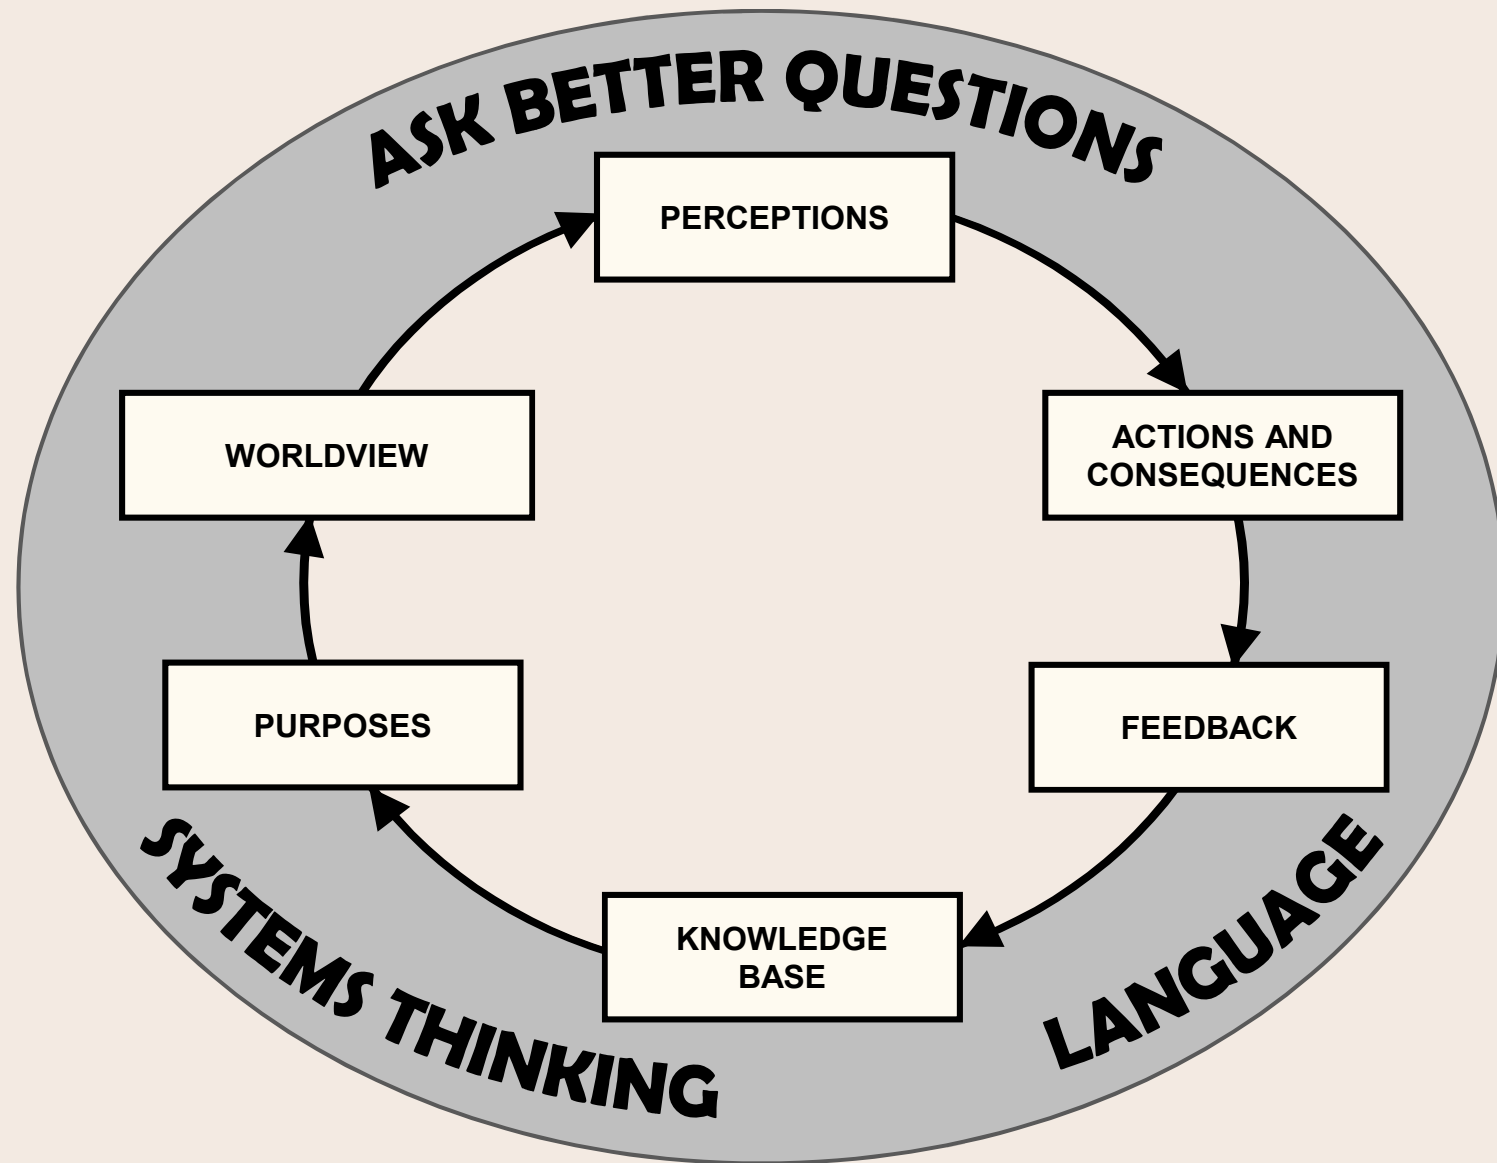 ASK BETTER QUESTIONS
PERCEPTIONS
WORLDVIEW
ACTIONS AND
CONSEQUENCES
PURPOSES
FEEDBACK
KNOWLEDGE
BASE
SYSTEMS THINKING
LANGUAGE